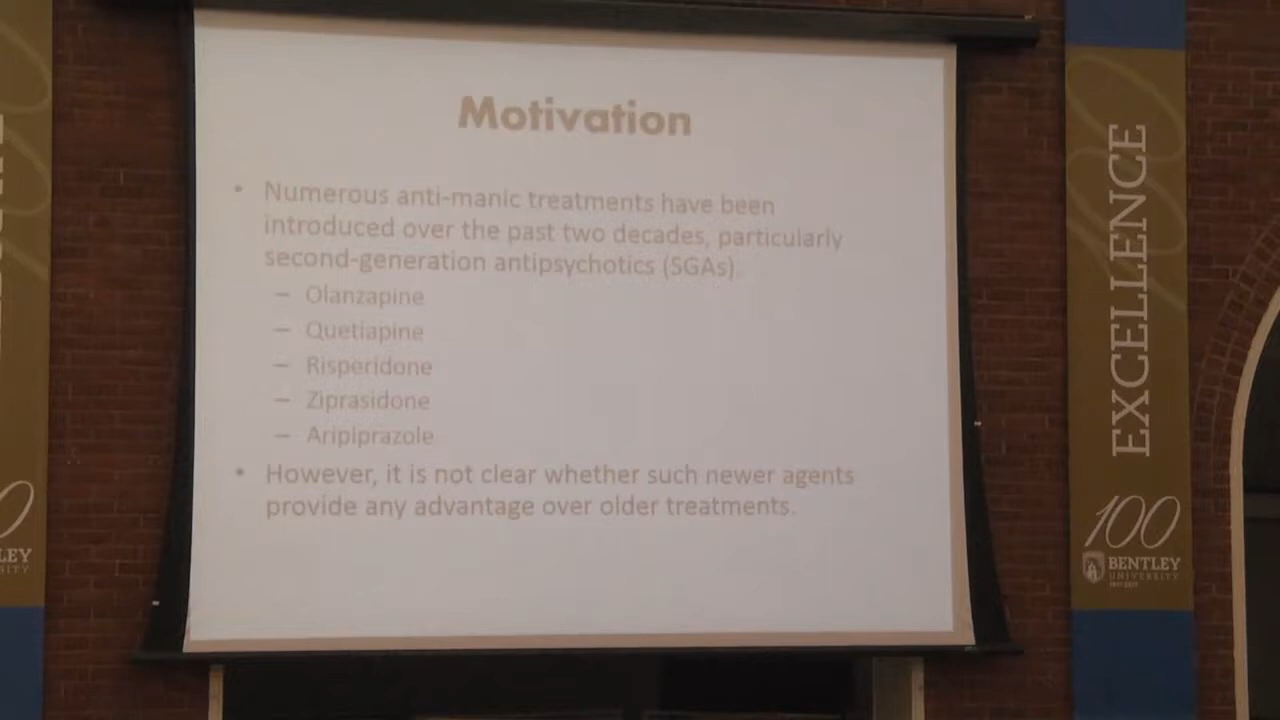 Motivation
• Numerous anti-manic treatments have been
introduced over the past two decades, particularly
second-generation antipsychotics (SGAs)
– Olanzapine
– Quetiapine
– Risperidone
– Ziprasidone
– Aripiprazole
• However, it is not clear whether such newer agents
provide any advantage over older treatments.
EXCELLENCE
100
BENTLEY
UNIVERSITY
LEY
SITY